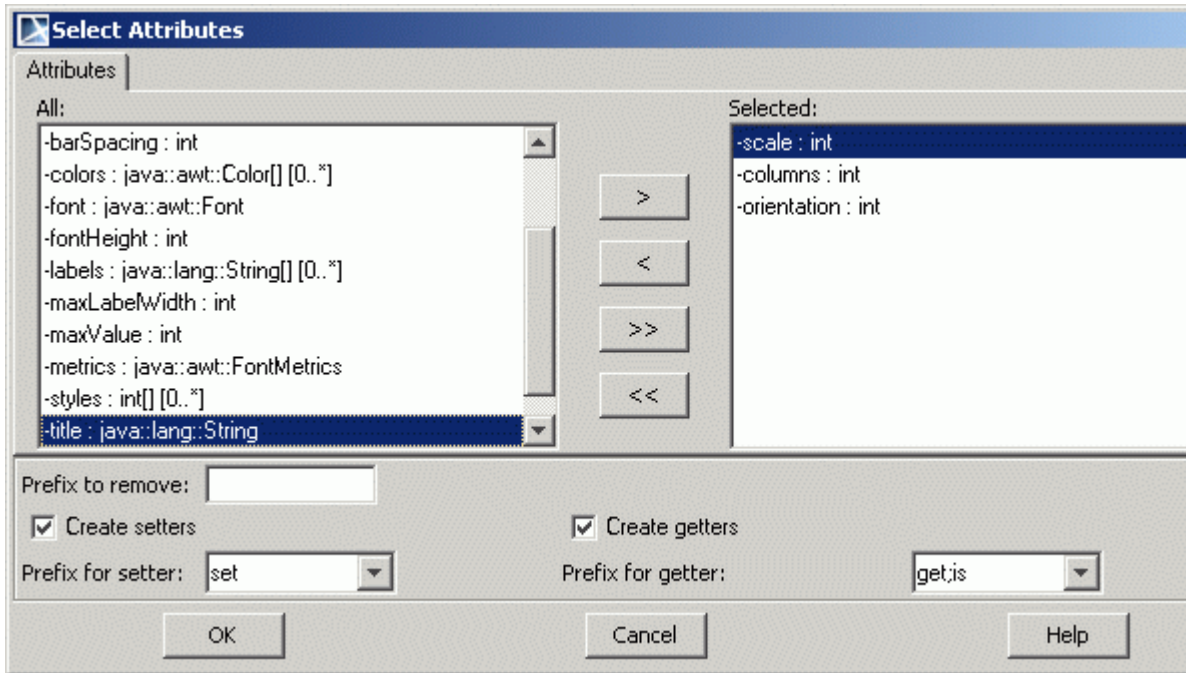 Select Attributes
Attributes
All:
-barSpacing : int
-colors : java::awt::Color[] [0..*]
-font : java::awt::Font
-fontHeight : int
-labels : java::lang::String[] [0..*]
-maxLabelWidth : int
-maxValue : int
-metrics : java::awt::FontMetrics
-styles : int[] [0..*]
-title : java::lang::String
>
<
>>
<<
Selected:
-scale : int
-columns : int
-orientation : int
Prefix to remove:
Create setters
Create getters
Prefix for setter: set
Prefix for getter: get;is
OK
Cancel
Help